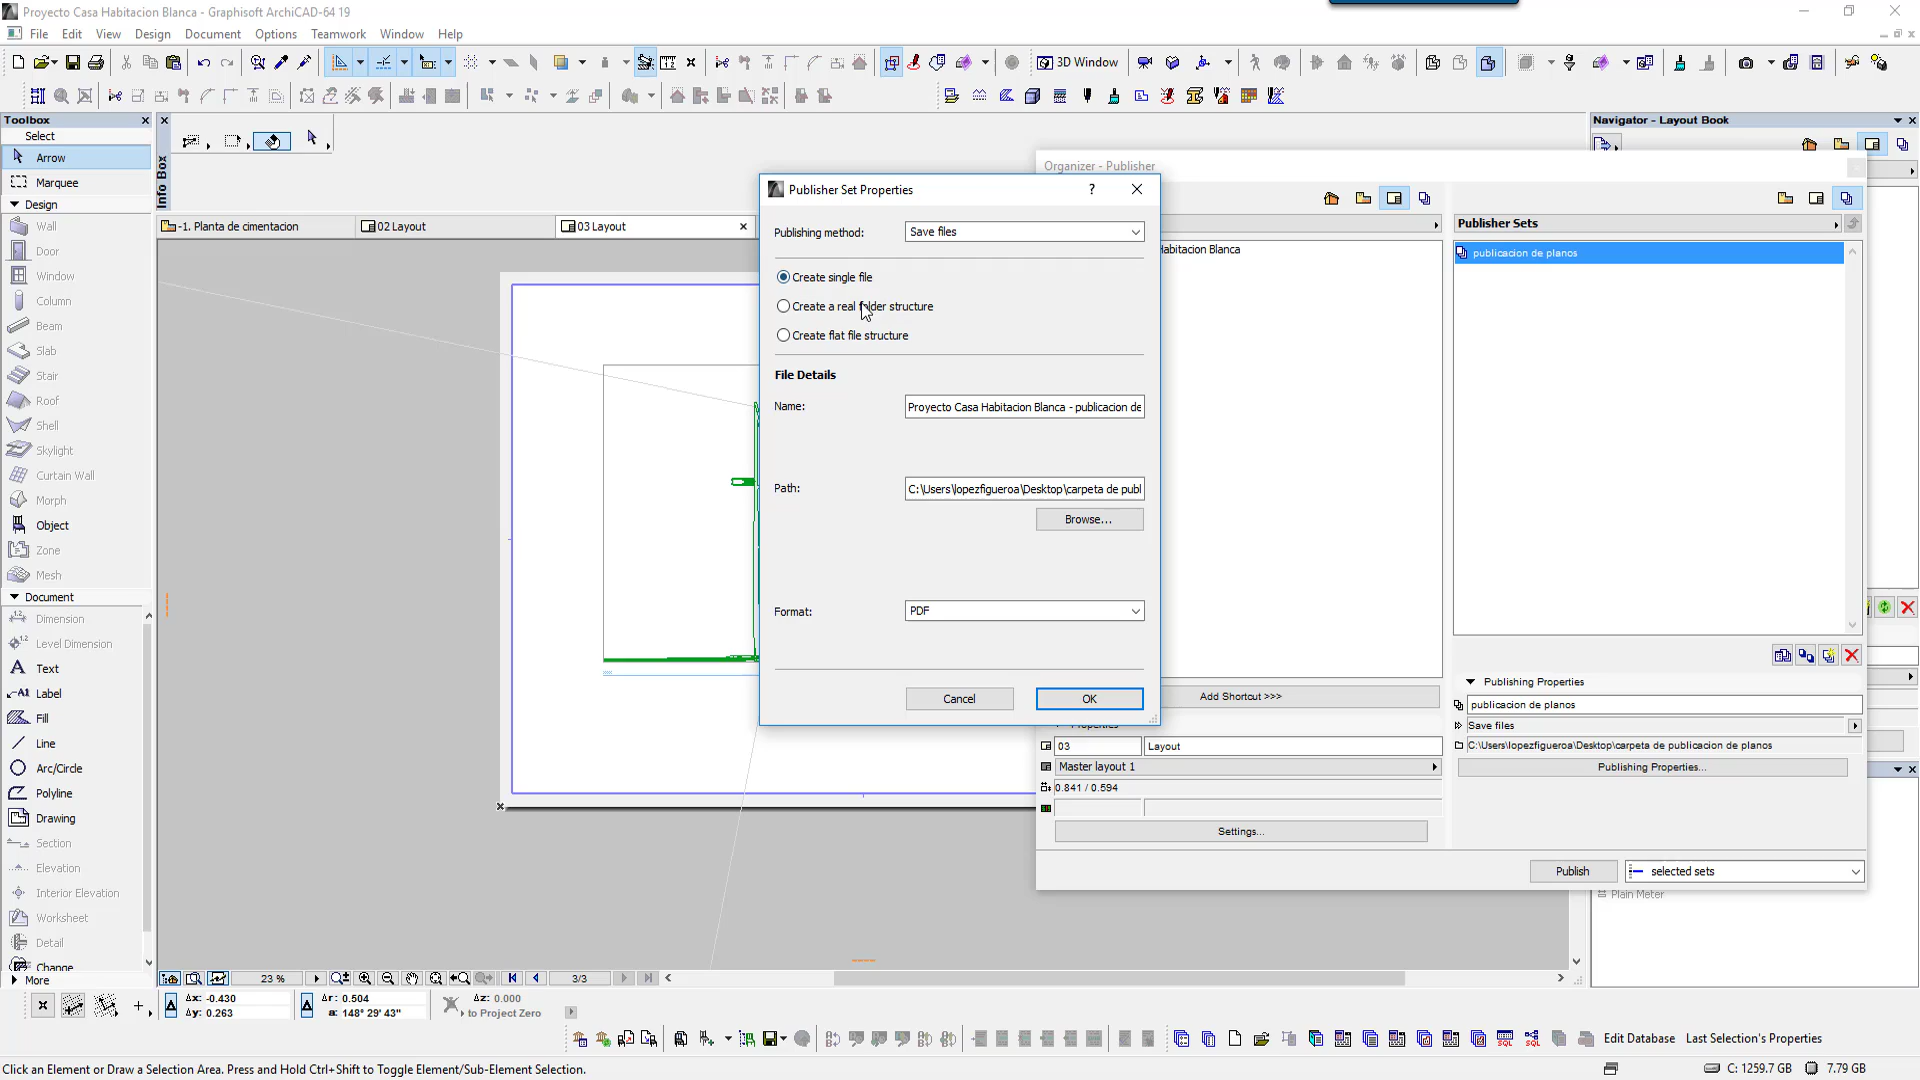 Proyecto Casa Habitacion Blanca - Graphisoft ArchiCAD-64 19
File Edit View Design Document Options Teamwork Window Help
3D Window
Toolbox
Select
Arrow
Marquee
Design
Wall
Door
Window
Column
Beam
Slab
Stair
Roof
Shell
Skylight
Curtain Wall
Morph
Object
Zone
Mesh
Document
Dimension
Level Dimension
Text
Label
Fill
Line
Arc/Circle
Polyline
Drawing
Section
Elevation
Interior Elevation
Worksheet
Detail
Change
More
Info Box
-1. Planta de cimentacion
02 Layout
03 Layout
Publisher Set Properties
Publishing method: Save files
Create single file
Create a real folder structure
Create flat file structure
File Details
Name: Proyecto Casa Habitacion Blanca - publicacion de
Path: C:\Users\lopezfigueroa\Desktop\carpeta de publ
Browse...
Format: PDF
Cancel OK
Organizer - Publisher
Habitacion Blanca
Add Shortcut >>>
Properties
03 Layout
Master layout 1
0.841 / 0.594
Settings...
Publisher Sets
publicacion de planos
Publishing Properties
publicacion de planos
Save files
C:\Users\lopezfigueroa\Desktop\carpeta de publicacion de planos
Publishing Properties...
Publish selected sets
Navigator - Layout Book
Plain Meter
23 %
3/3
Δx: -0.430
Δy: 0.263
Δr: 0.504
a: 148° 29' 43"
Δz: 0.000
to Project Zero
Edit Database Last Selection's Properties
Click an Element or Draw a Selection Area. Press and Hold Ctrl+Shift to Toggle Element/Sub-Element Selection.
C: 1259.7 GB 7.79 GB